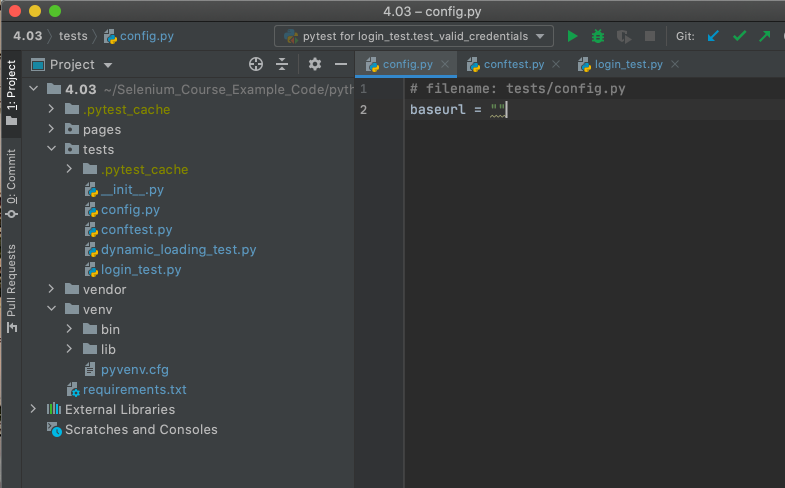 4.03 – config.py
4.03 tests config.py pytest for login_test.test_valid_credentials Git:
1: Project
0: Commit
Pull Requests
Project
4.03 ~/Selenium_Course_Example_Code/pyth
.pytest_cache
pages
tests
.pytest_cache
__init__.py
config.py
conftest.py
dynamic_loading_test.py
login_test.py
vendor
venv
bin
lib
pyvenv.cfg
requirements.txt
External Libraries
Scratches and Consoles
config.py conftest.py login_test.py
1 # filename: tests/config.py
2 baseurl = ""